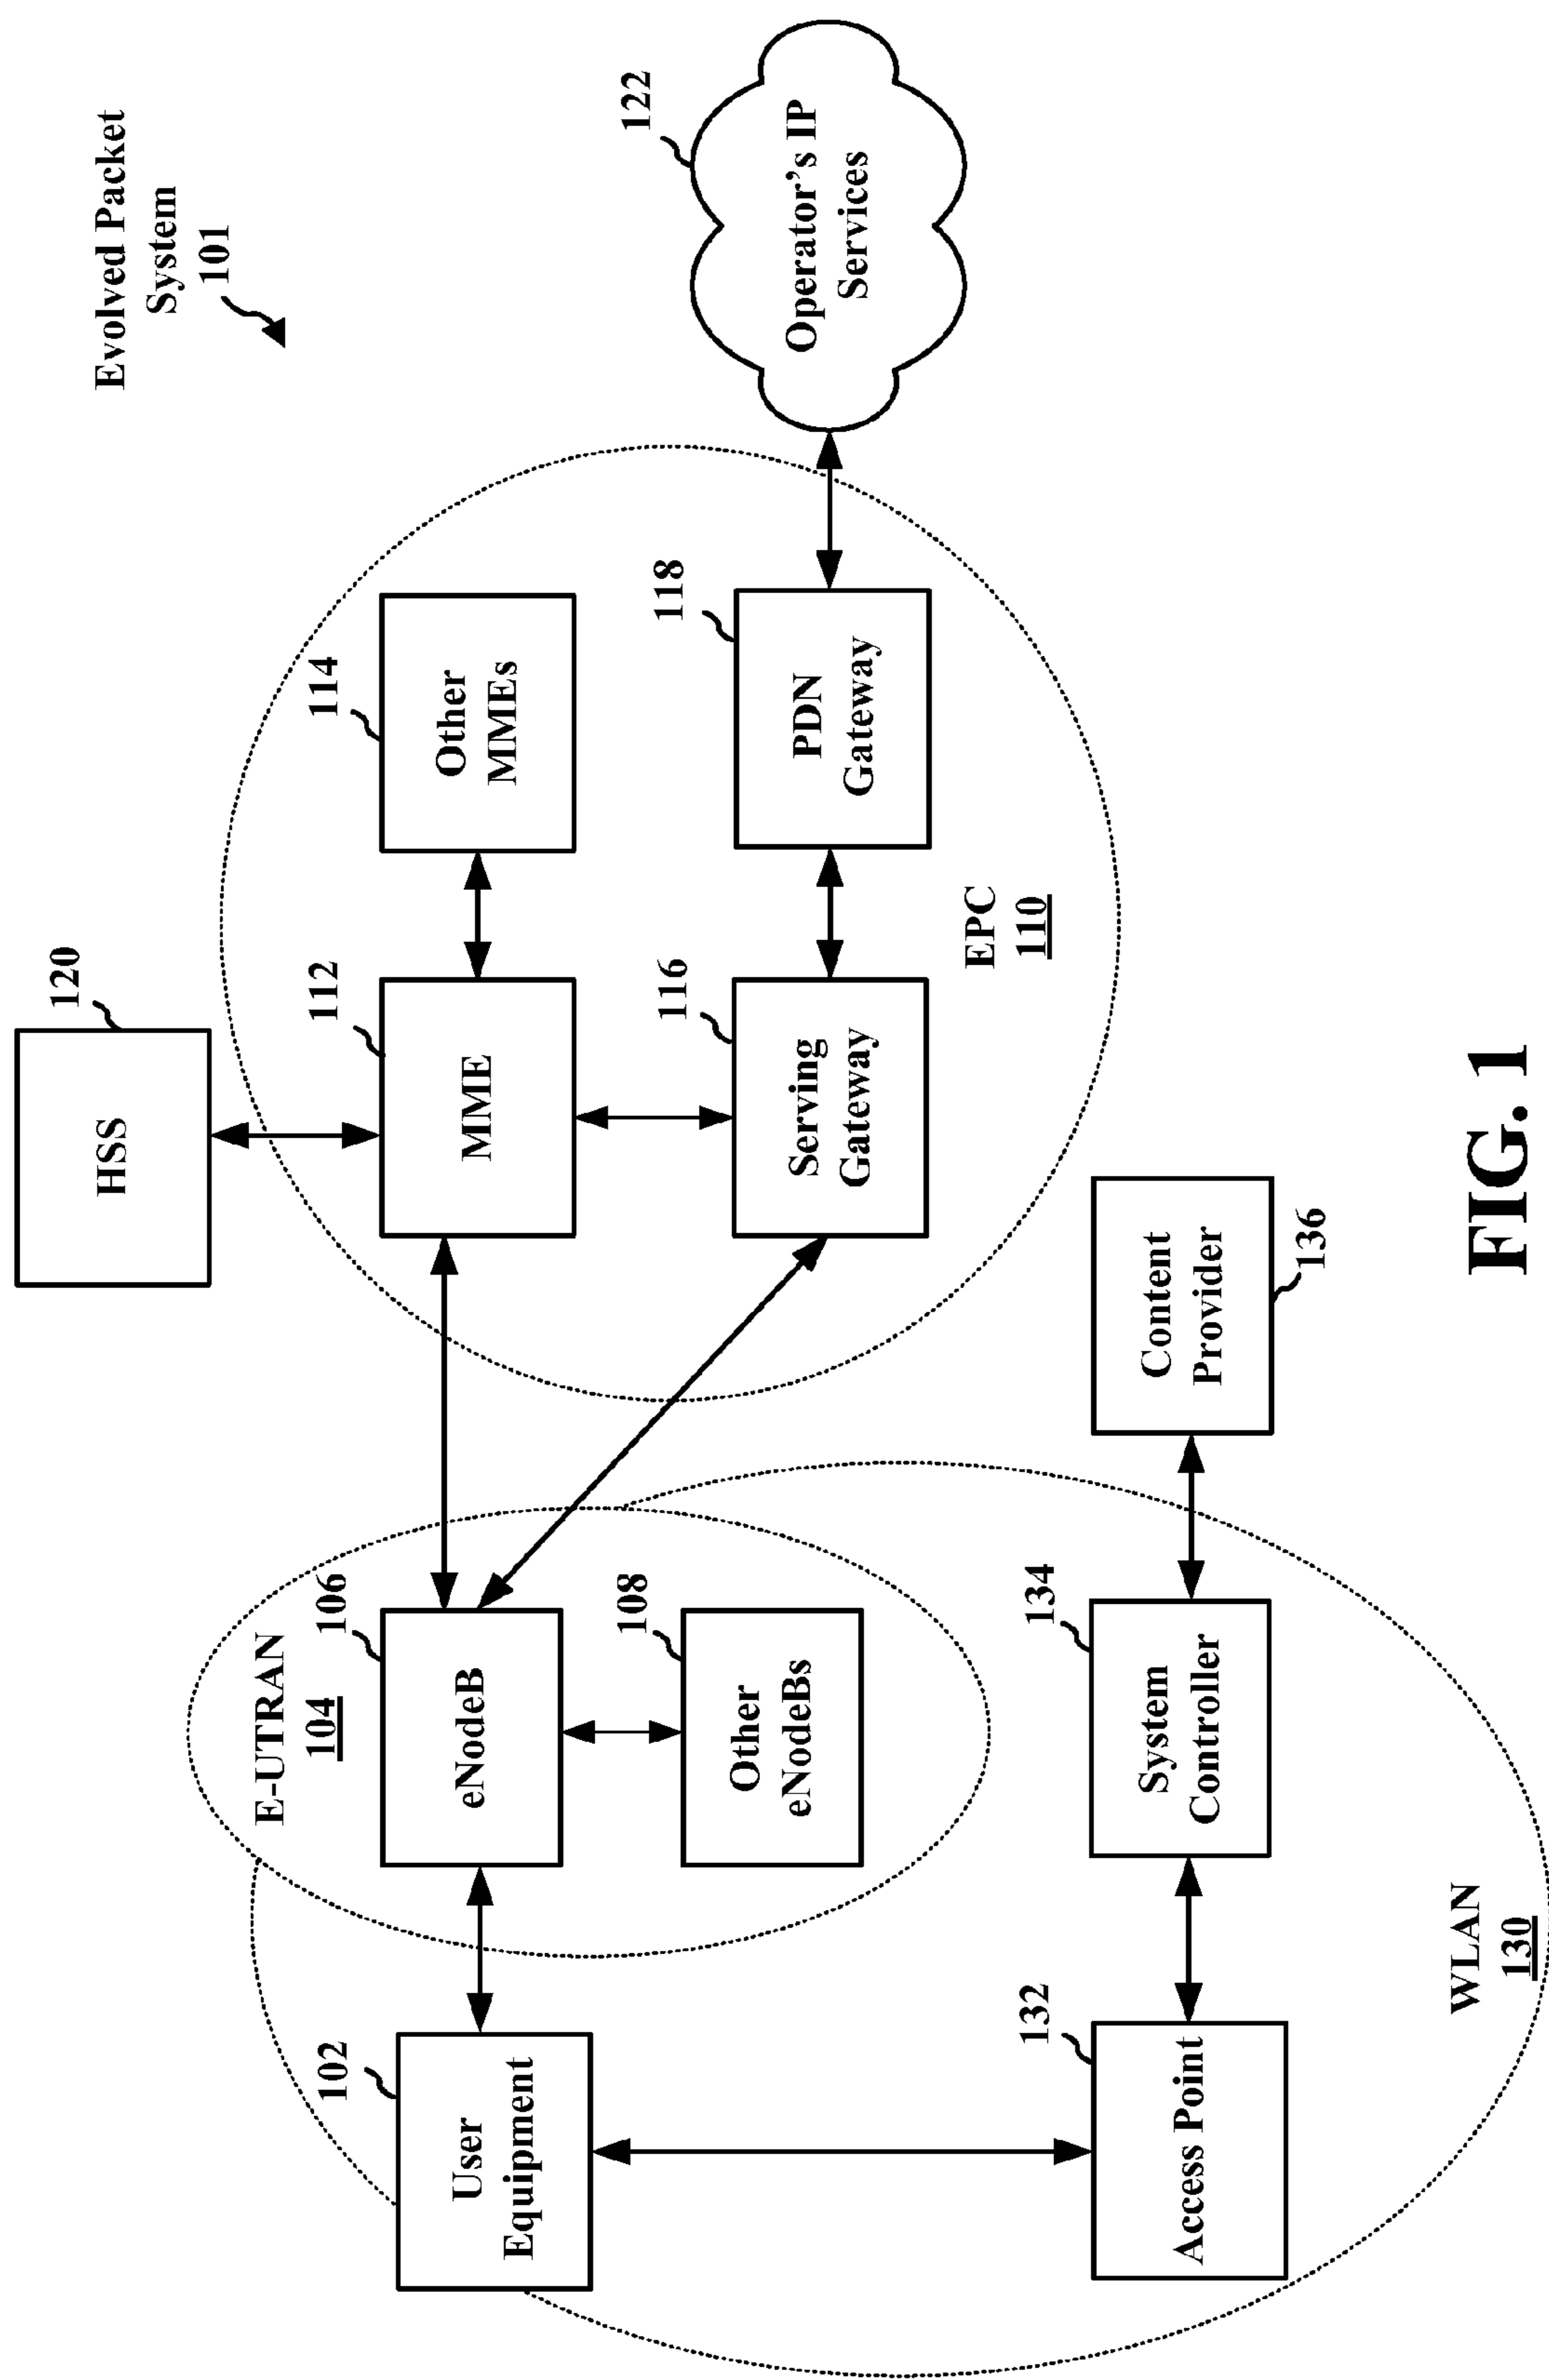 Evolved Packet
System
101
HSS
120
E-UTRAN
104
102
User
Equipment
106
eNodeB
112
MME
114
Other
MMEs
108
Other
eNodeBs
116
Serving
Gateway
118
PDN
Gateway
122
Operator's IP
Services
EPC
110
132
Access Point
134
System
Controller
Content
Provider
136
WLAN
130
FIG. 1